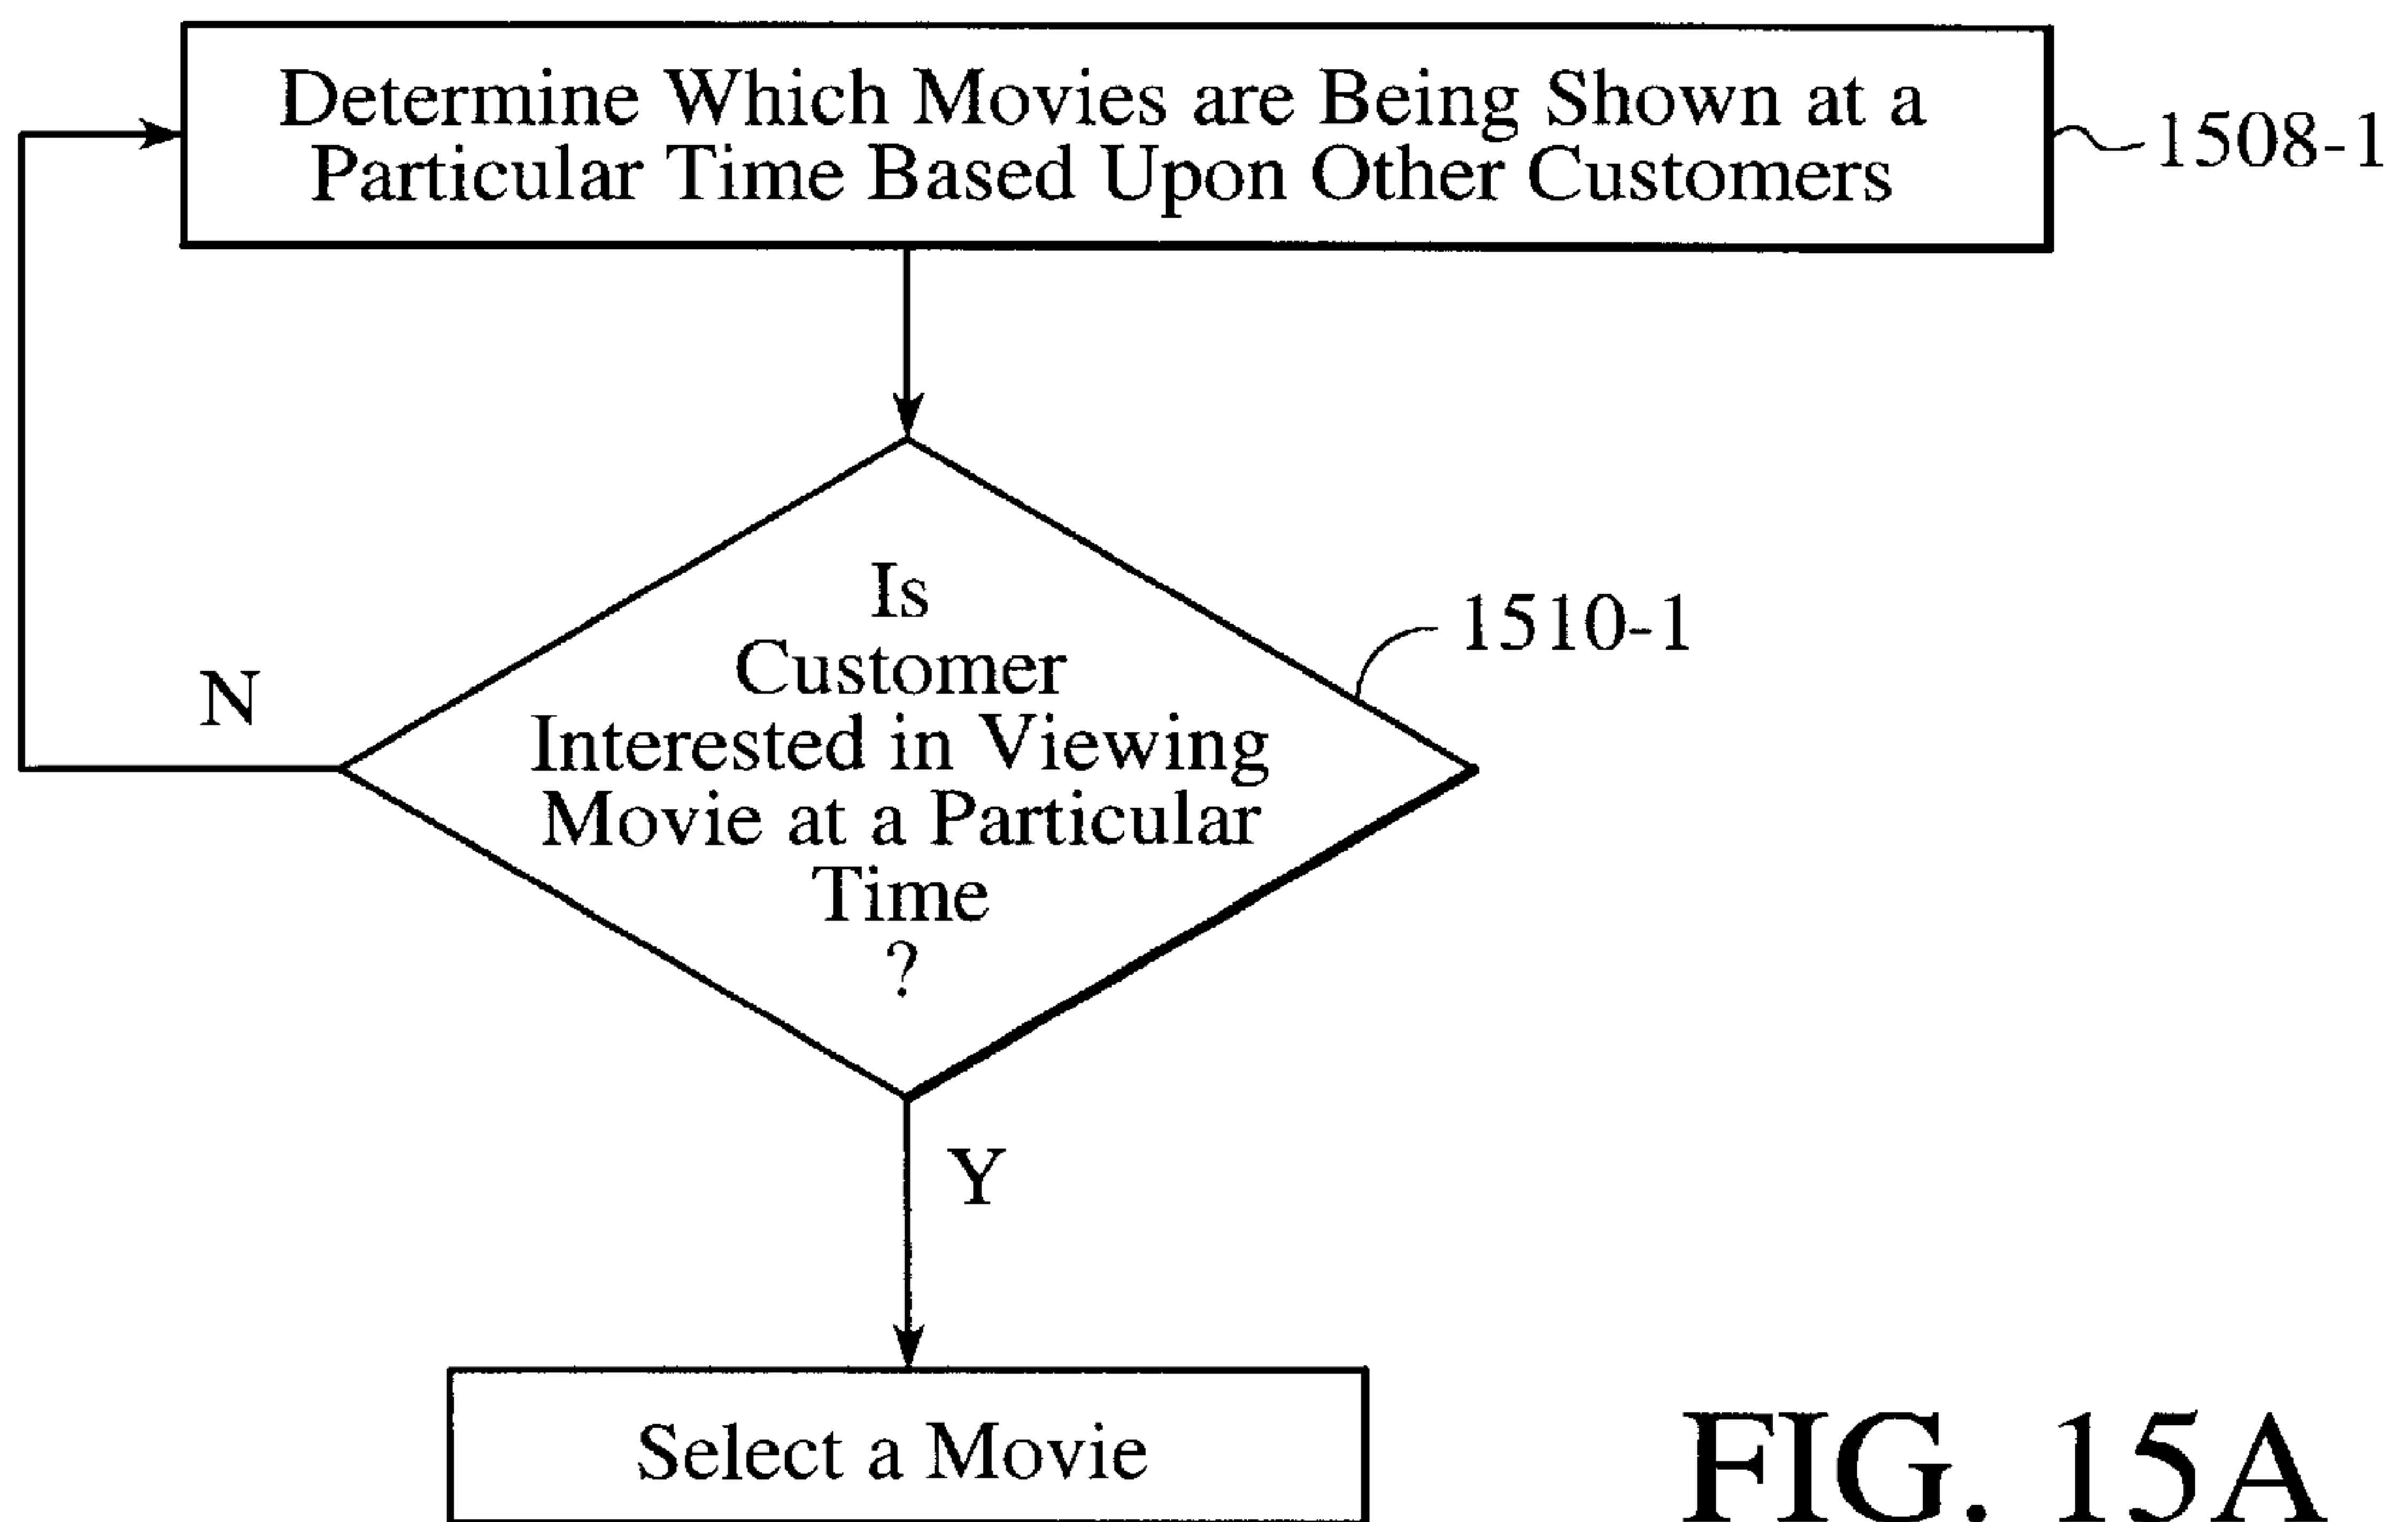 Determine Which Movies are Being Shown at a
Particular Time Based Upon Other Customers
1508-1
Is
Customer
Interested in Viewing
Movie at a Particular
Time
?
1510-1
N
Y
Select a Movie
FIG. 15A